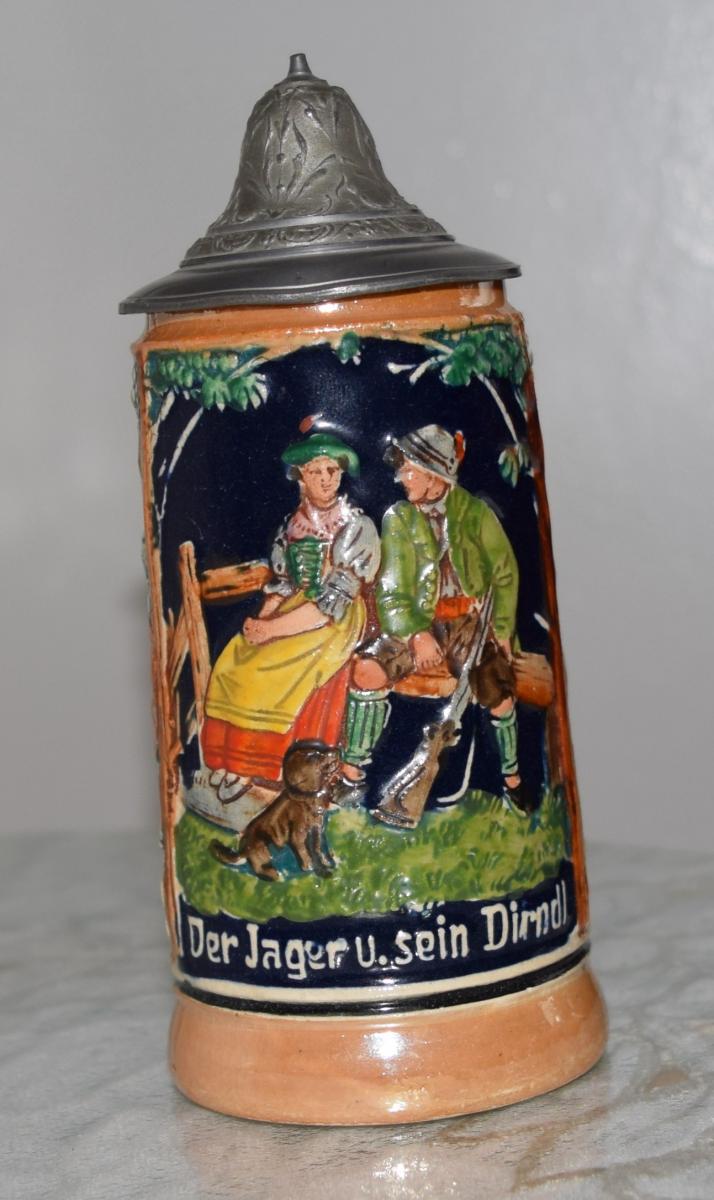 Der Jager u. sein Dirndl